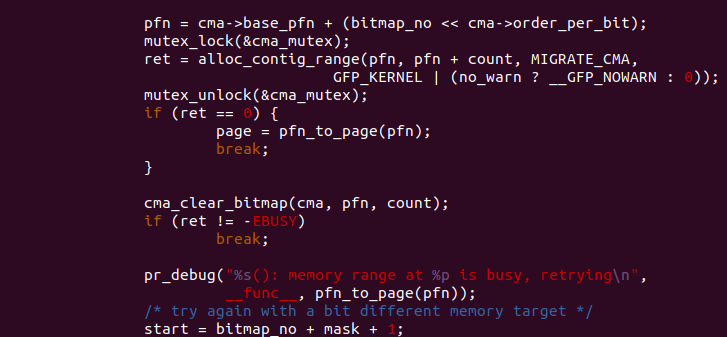 pfn = cma->base_pfn + (bitmap_no << cma->order_per_bit);
mutex_lock(&cma_mutex);
ret = alloc_contig_range(pfn, pfn + count, MIGRATE_CMA,
GFP_KERNEL | (no_warn ? __GFP_NOWARN : 0));
mutex_unlock(&cma_mutex);
if (ret == 0) {
page = pfn_to_page(pfn);
break;
}
cma_clear_bitmap(cma, pfn, count);
if (ret != -EBUSY)
break;
pr_debug("%s(): memory range at %p is busy, retrying\n",
__func__, pfn_to_page(pfn));
/* try again with a bit different memory target */
start = bitmap_no + mask + 1;